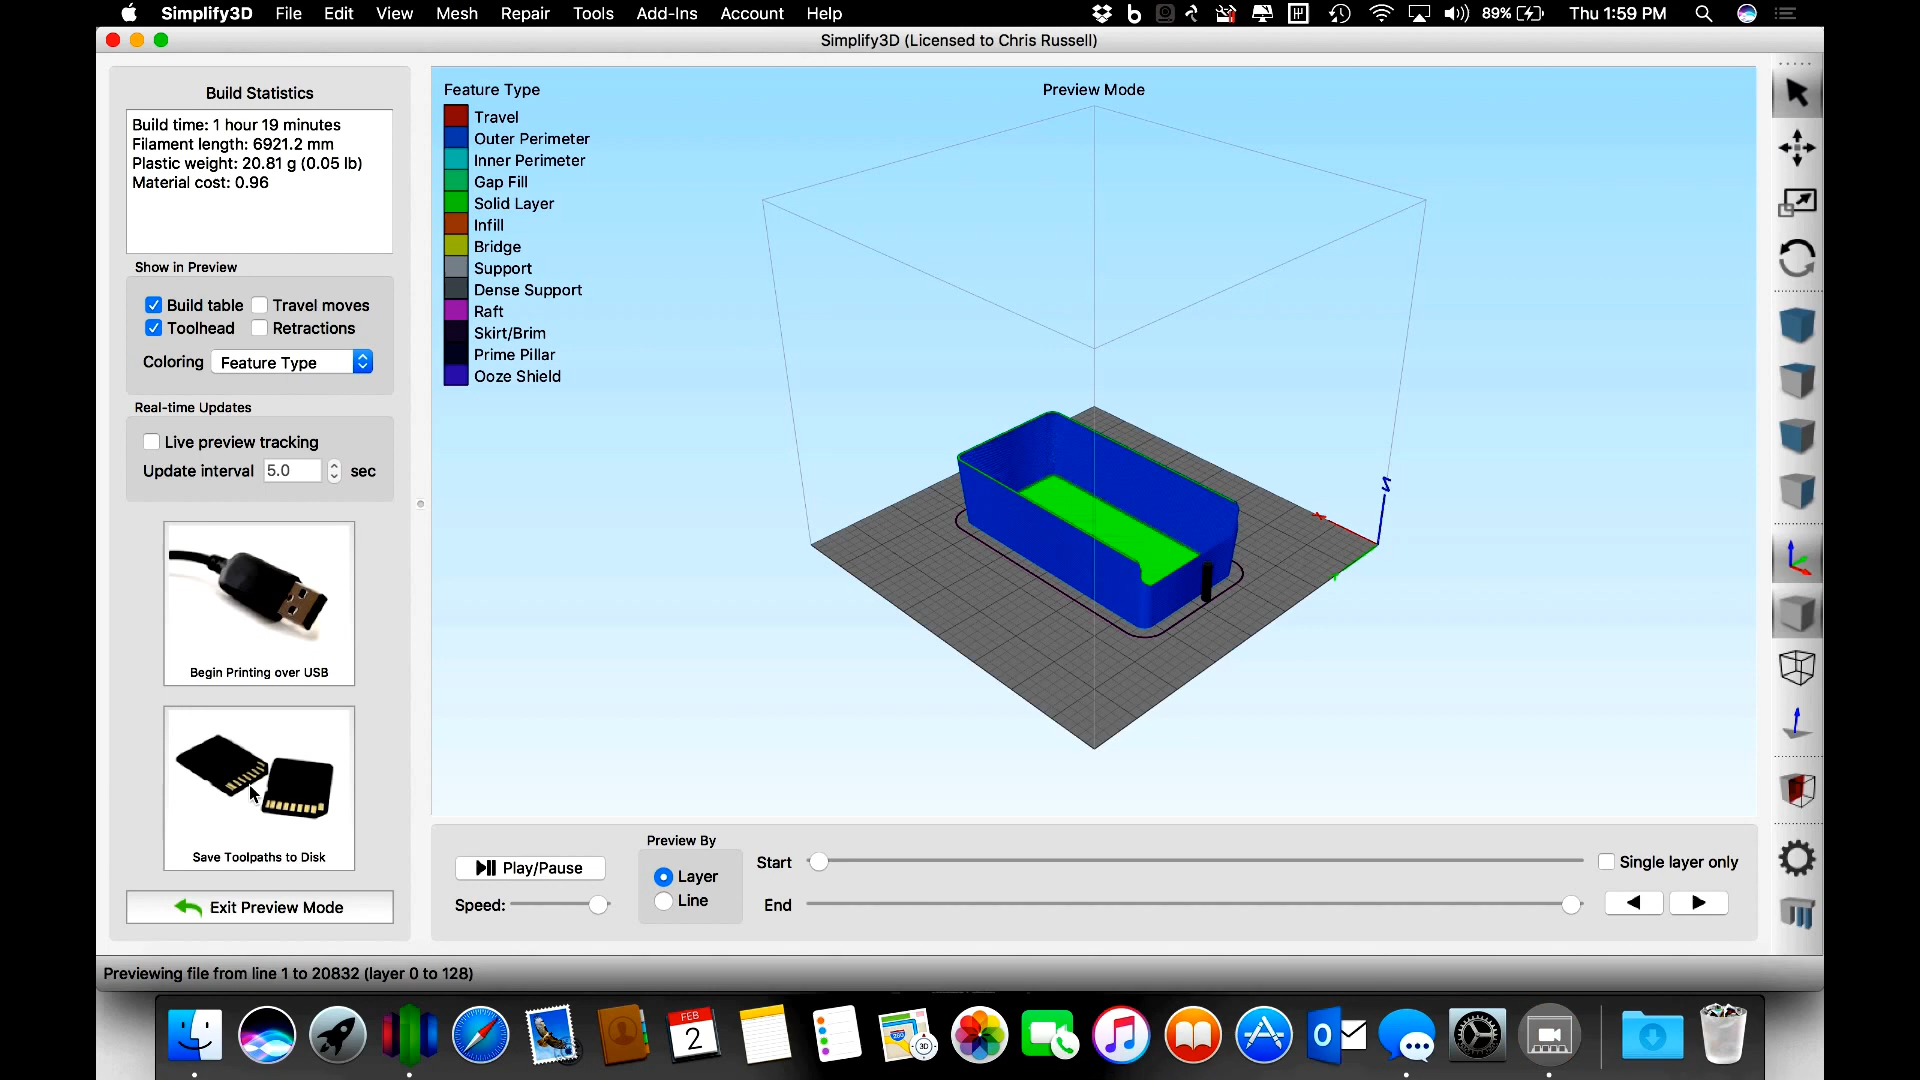 Simplify3D File Edit View Mesh Repair Tools Add-Ins Account Help 89% Thu 1:59 PM
Simplify3D (Licensed to Chris Russell)
Build Statistics
Build time: 1 hour 19 minutes
Filament length: 6921.2 mm
Plastic weight: 20.81 g (0.05 lb)
Material cost: 0.96
Show in Preview
Build table Travel moves
Toolhead Retractions
Coloring Feature Type
Real-time Updates
Live preview tracking
Update interval 5.0 sec
Begin Printing over USB
Save Toolpaths to Disk
Exit Preview Mode
Feature Type
Travel
Outer Perimeter
Inner Perimeter
Gap Fill
Solid Layer
Infill
Bridge
Support
Dense Support
Raft
Skirt/Brim
Prime Pillar
Ooze Shield
Preview Mode
Play/Pause
Speed:
Preview By
Layer
Line
Start
End
Single layer only
Previewing file from line 1 to 20832 (layer 0 to 128)
FEB
2
3D
O